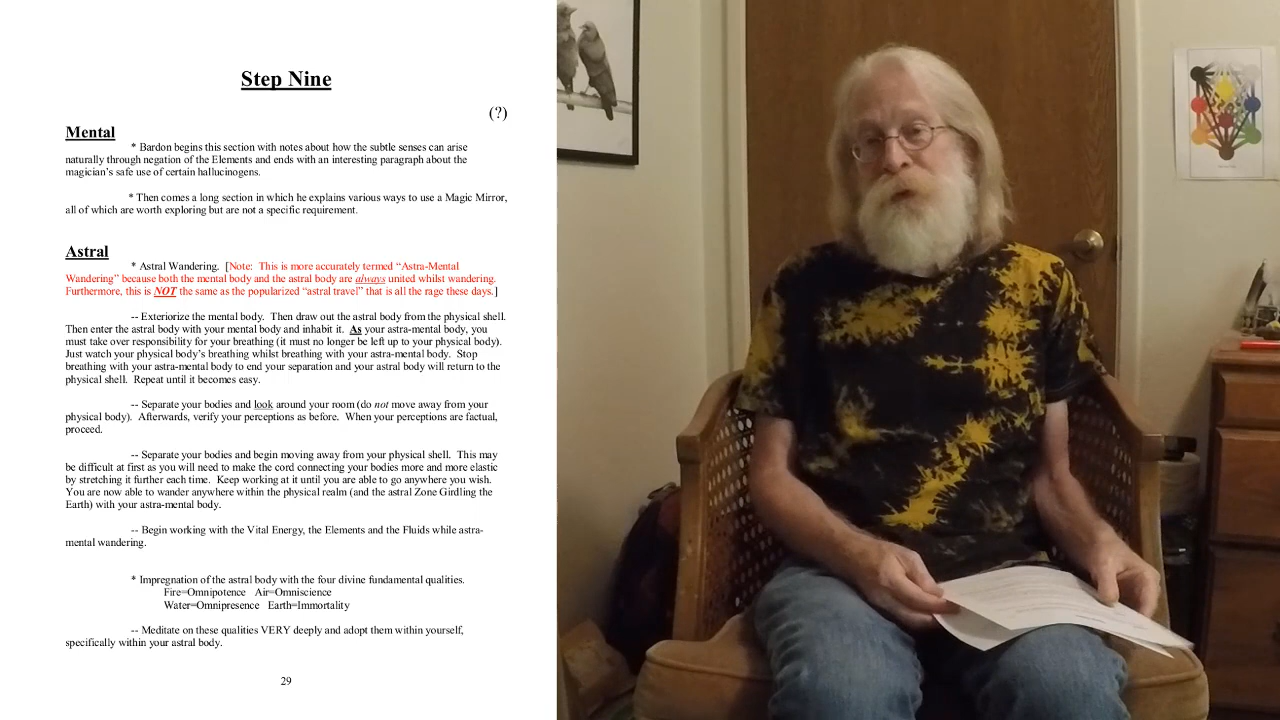 Step Nine
(?)
Mental
* Bardon begins this section with notes about how the subtle senses can arise
naturally through negation of the Elements and ends with an interesting paragraph about the
magician's safe use of certain hallucinogens.
* Then comes a long section in which he explains various ways to use a Magic Mirror,
all of which are worth exploring but are not a specific requirement.
Astral
* Astral Wandering. [Note: This is more accurately termed “Astra-Mental
Wandering” because both the mental body and the astral body are always united whilst wandering.
Furthermore, this is NOT the same as the popularized “astral travel” that is all the rage these days.]
-- Exteriorize the mental body. Then draw out the astral body from the physical shell.
Then enter the astral body with your mental body and inhabit it. As your astra-mental body, you
must take over responsibility for your breathing (it must no longer be left up to your physical body).
Just watch your physical body's breathing whilst breathing with your astra-mental body. Stop
breathing with your astra-mental body to end your separation and your astral body will return to the
physical shell. Repeat until it becomes easy.
-- Separate your bodies and look around your room (do not move away from your
physical body). Afterwards, verify your perceptions as before. When your perceptions are factual,
proceed.
-- Separate your bodies and begin moving away from your physical shell. This may
be difficult at first as you will need to make the cord connecting your bodies more and more elastic
by stretching it further each time. Keep working at it until you are able to go anywhere you wish.
You are now able to wander anywhere within the physical realm (and the astral Zone Girdling the
Earth) with your astra-mental body.
-- Begin working with the Vital Energy, the Elements and the Fluids while astra-
mental wandering.
* Impregnation of the astral body with the four divine fundamental qualities.
Fire=Omnipotence Air=Omniscience
Water=Omnipresence Earth=Immortality
-- Meditate on these qualities VERY deeply and adopt them within yourself,
specifically within your astral body.
29